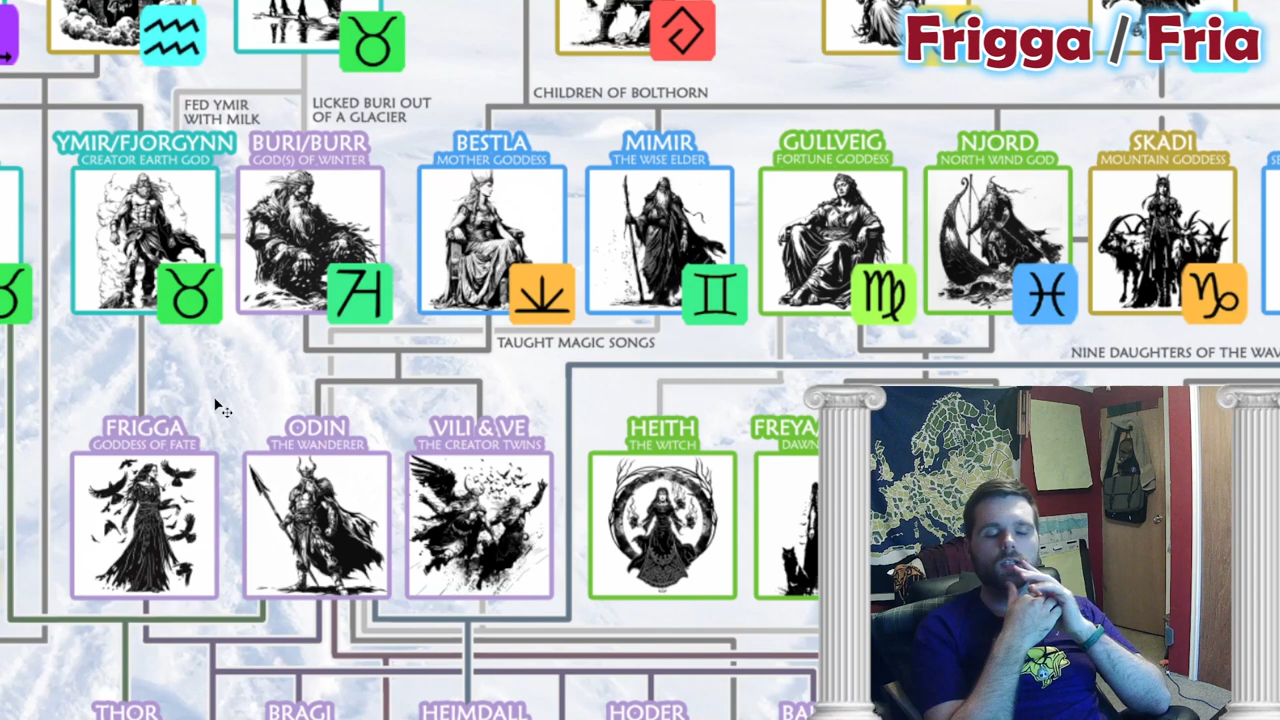 Frigga / Fria
FED YMIR
WITH MILK
LICKED BURI OUT
OF A GLACIER
CHILDREN OF BOLTHORN
YMIR/FJORGYNN
CREATOR EARTH GOD
BURI/BURR
GOD(S) OF WINTER
BESTLA
MOTHER GODDESS
MIMIR
THE WISE ELDER
GULLVEIG
FORTUNE GODDESS
NJORD
NORTH WIND GOD
SKADI
MOUNTAIN GODDESS
TAUGHT MAGIC SONGS
NINE DAUGHTERS OF THE
FRIGGA
GODDESS OF FATE
ODIN
THE WANDERER
VILI & VE
THE CREATOR TWINS
HEITH
THE WITCH
FREYA
DAWN
THOR
BRAGI
HEIMDALL
HODER